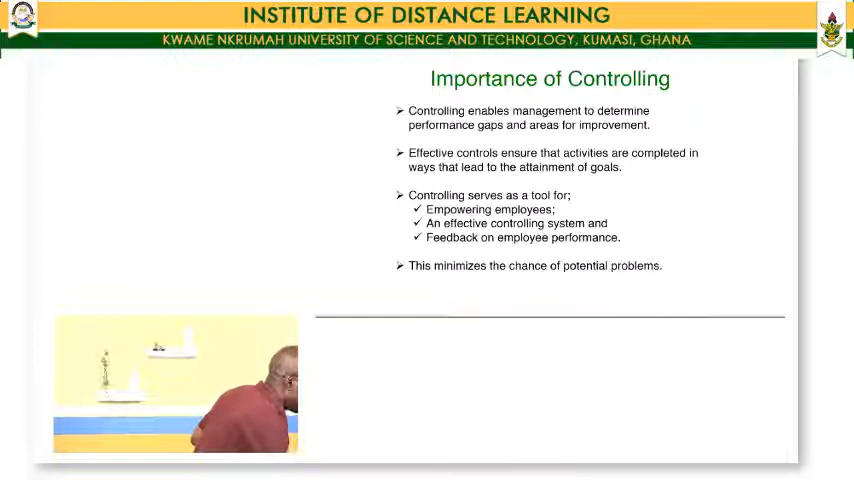 INSTITUTE OF DISTANCE LEARNING
KWAME NKRUMAH UNIVERSITY OF SCIENCE AND TECHNOLOGY, KUMASI, GHANA
Importance of Controlling
➢ Controlling enables management to determine
performance gaps and areas for improvement.
➢ Effective controls ensure that activities are completed in
ways that lead to the attainment of goals.
➢ Controlling serves as a tool for;
✓ Empowering employees;
✓ An effective controlling system and
✓ Feedback on employee performance.
➢ This minimizes the chance of potential problems.